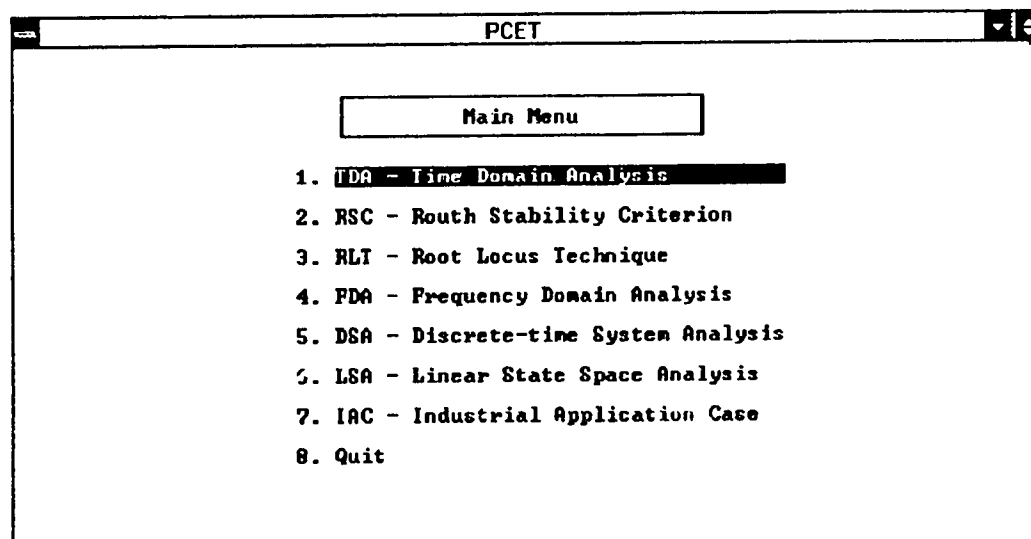 PCET
Main Menu
1. TDA - Time Domain Analysis
2. RSC - Routh Stability Criterion
3. RLT - Root Locus Technique
4. FDA - Frequency Domain Analysis
5. DSA - Discrete-time System Analysis
6. LSA - Linear State Space Analysis
7. IAC - Industrial Application Case
8. Quit